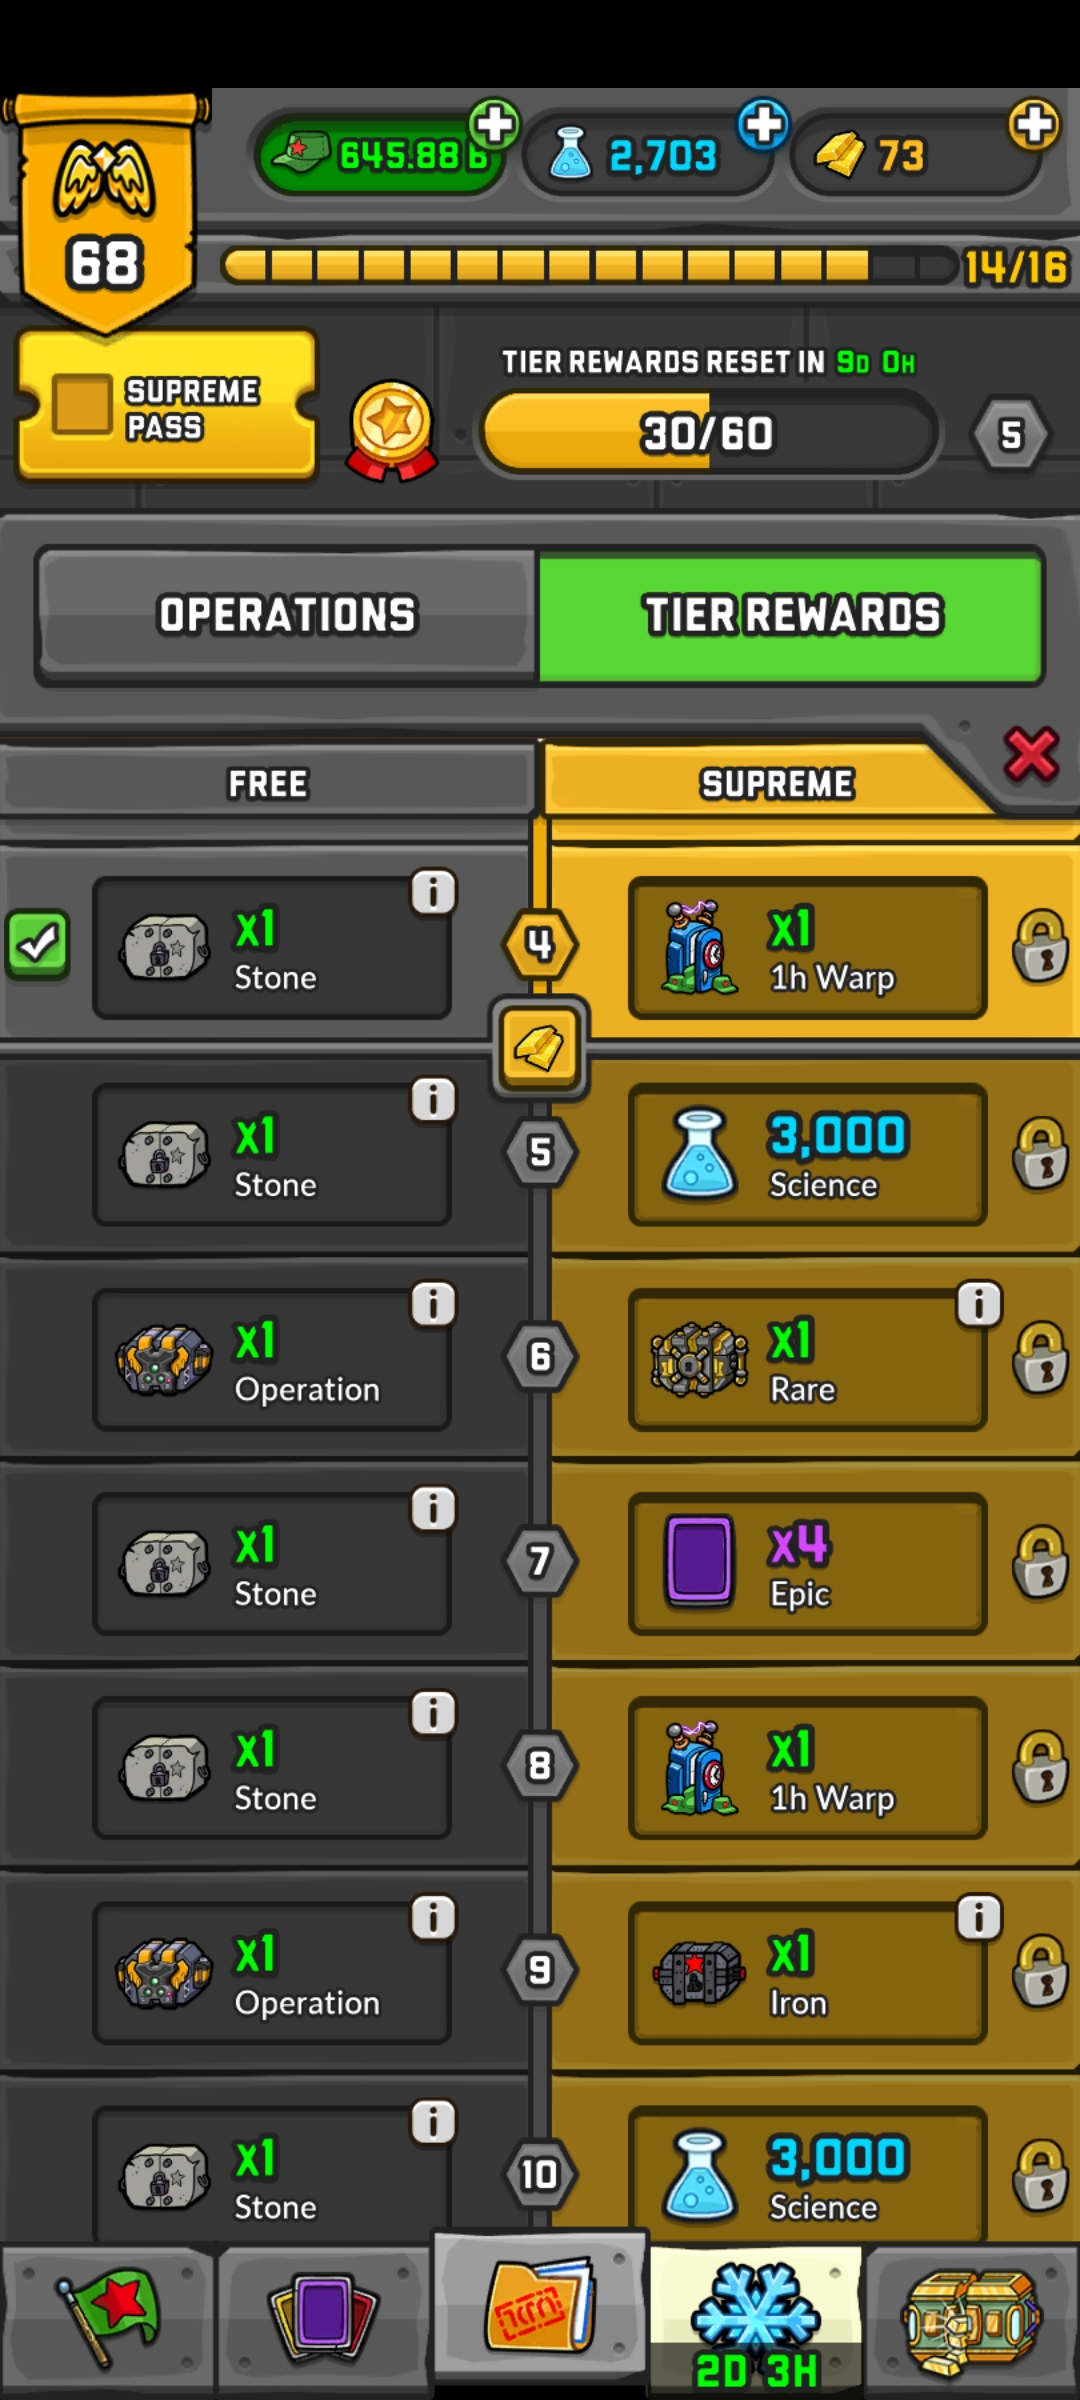 645.88 B
2,703
73
68
14/16
SUPREME
PASS
TIER REWARDS RESET IN 9D 0H
30/60
5
OPERATIONS
TIER REWARDS
FREE
SUPREME
X1
Stone
4
X1
1h Warp
X1
Stone
5
3,000
Science
X1
Operation
6
X1
Rare
X1
Stone
7
X4
Epic
X1
Stone
8
X1
1h Warp
X1
Operation
9
X1
Iron
X1
Stone
10
3,000
Science
2D 3H